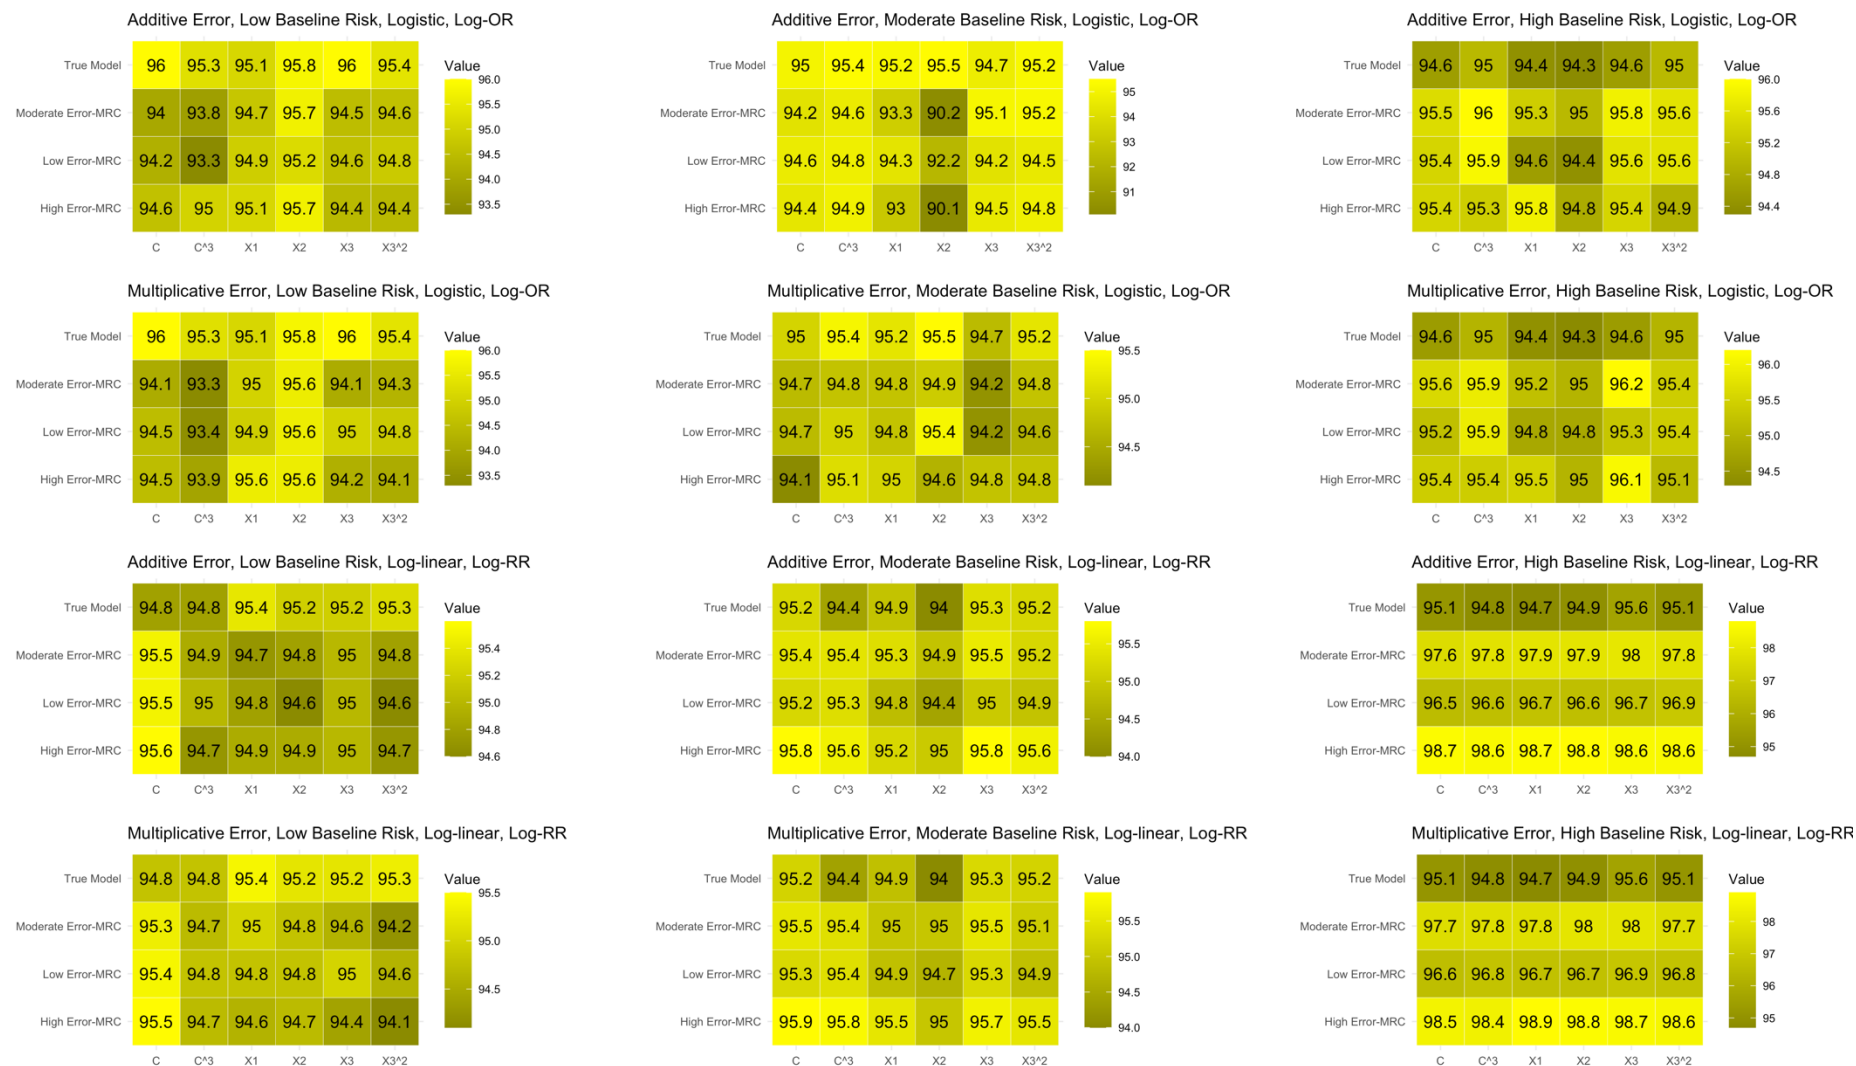 Additive Error, Low Baseline Risk, Logistic, Log-OR
True Model 96 95.3 95.1 95.8 96 95.4
Moderate Error-MRC 94 93.8 94.7 95.7 94.5 94.6
Low Error-MRC 94.2 93.3 94.9 95.2 94.6 94.8
High Error-MRC 94.6 95 95.1 95.7 94.4 94.4
C C^3 X1 X2 X3 X3^2
Value
96.0
95.5
95.0
94.5
94.0
93.5
Additive Error, Moderate Baseline Risk, Logistic, Log-OR
True Model 95 95.4 95.2 95.5 94.7 95.2
Moderate Error-MRC 94.2 94.6 93.3 90.2 95.1 95.2
Low Error-MRC 94.6 94.8 94.3 92.2 94.2 94.5
High Error-MRC 94.4 94.9 93 90.1 94.5 94.8
C C^3 X1 X2 X3 X3^2
Value
95
94
93
92
91
Additive Error, High Baseline Risk, Logistic, Log-OR
True Model 94.6 95 94.4 94.3 94.6 95
Moderate Error-MRC 95.5 96 95.3 95 95.8 95.6
Low Error-MRC 95.4 95.9 94.6 94.4 95.6 95.6
High Error-MRC 95.4 95.3 95.8 94.8 95.4 94.9
C C^3 X1 X2 X3 X3^2
Value
96.0
95.6
95.2
94.8
94.4
Multiplicative Error, Low Baseline Risk, Logistic, Log-OR
True Model 96 95.3 95.1 95.8 96 95.4
Moderate Error-MRC 94.1 93.3 95 95.6 94.1 94.3
Low Error-MRC 94.5 93.4 94.9 95.6 95 94.8
High Error-MRC 94.5 93.9 95.6 95.6 94.2 94.1
C C^3 X1 X2 X3 X3^2
Value
96.0
95.5
95.0
94.5
94.0
93.5
Multiplicative Error, Moderate Baseline Risk, Logistic, Log-OR
True Model 95 95.4 95.2 95.5 94.7 95.2
Moderate Error-MRC 94.7 94.8 94.8 94.9 94.2 94.8
Low Error-MRC 94.7 95 94.8 95.4 94.2 94.6
High Error-MRC 94.1 95.1 95 94.6 94.8 94.8
C C^3 X1 X2 X3 X3^2
Value
95.5
95.0
94.5
Multiplicative Error, High Baseline Risk, Logistic, Log-OR
True Model 94.6 95 94.4 94.3 94.6 95
Moderate Error-MRC 95.6 95.9 95.2 95 96.2 95.4
Low Error-MRC 95.2 95.9 94.8 94.8 95.3 95.4
High Error-MRC 95.4 95.4 95.5 95 96.1 95.1
C C^3 X1 X2 X3 X3^2
Value
96.0
95.5
95.0
94.5
Additive Error, Low Baseline Risk, Log-linear, Log-RR
True Model 94.8 94.8 95.4 95.2 95.2 95.3
Moderate Error-MRC 95.5 94.9 94.7 94.8 95 94.8
Low Error-MRC 95.5 95 94.8 94.6 95 94.6
High Error-MRC 95.6 94.7 94.9 94.9 95 94.7
C C^3 X1 X2 X3 X3^2
Value
95.4
95.2
95.0
94.8
94.6
Additive Error, Moderate Baseline Risk, Log-linear, Log-RR
True Model 95.2 94.4 94.9 94 95.3 95.2
Moderate Error-MRC 95.4 95.4 95.3 94.9 95.5 95.2
Low Error-MRC 95.2 95.3 94.8 94.4 95 94.9
High Error-MRC 95.8 95.6 95.2 95 95.8 95.6
C C^3 X1 X2 X3 X3^2
Value
95.5
95.0
94.5
94.0
Additive Error, High Baseline Risk, Log-linear, Log-RR
True Model 95.1 94.8 94.7 94.9 95.6 95.1
Moderate Error-MRC 97.6 97.8 97.9 97.9 98 97.8
Low Error-MRC 96.5 96.6 96.7 96.6 96.7 96.9
High Error-MRC 98.7 98.6 98.7 98.8 98.6 98.6
C C^3 X1 X2 X3 X3^2
Value
98
97
96
95
Multiplicative Error, Low Baseline Risk, Log-linear, Log-RR
True Model 94.8 94.8 95.4 95.2 95.2 95.3
Moderate Error-MRC 95.3 94.7 95 94.8 94.6 94.2
Low Error-MRC 95.4 94.8 94.8 94.8 95 94.6
High Error-MRC 95.5 94.7 94.6 94.7 94.4 94.1
C C^3 X1 X2 X3 X3^2
Value
95.5
95.0
94.5
Multiplicative Error, Moderate Baseline Risk, Log-linear, Log-RR
True Model 95.2 94.4 94.9 94 95.3 95.2
Moderate Error-MRC 95.5 95.4 95 95 95.5 95.1
Low Error-MRC 95.3 95.4 94.9 94.7 95.3 94.9
High Error-MRC 95.9 95.8 95.5 95 95.7 95.5
C C^3 X1 X2 X3 X3^2
Value
95.5
95.0
94.5
94.0
Multiplicative Error, High Baseline Risk, Log-linear, Log-RR
True Model 95.1 94.8 94.7 94.9 95.6 95.1
Moderate Error-MRC 97.7 97.8 97.8 98 98 97.7
Low Error-MRC 96.6 96.8 96.7 96.7 96.9 96.8
High Error-MRC 98.5 98.4 98.9 98.8 98.7 98.6
C C^3 X1 X2 X3 X3^2
Value
98
97
96
95